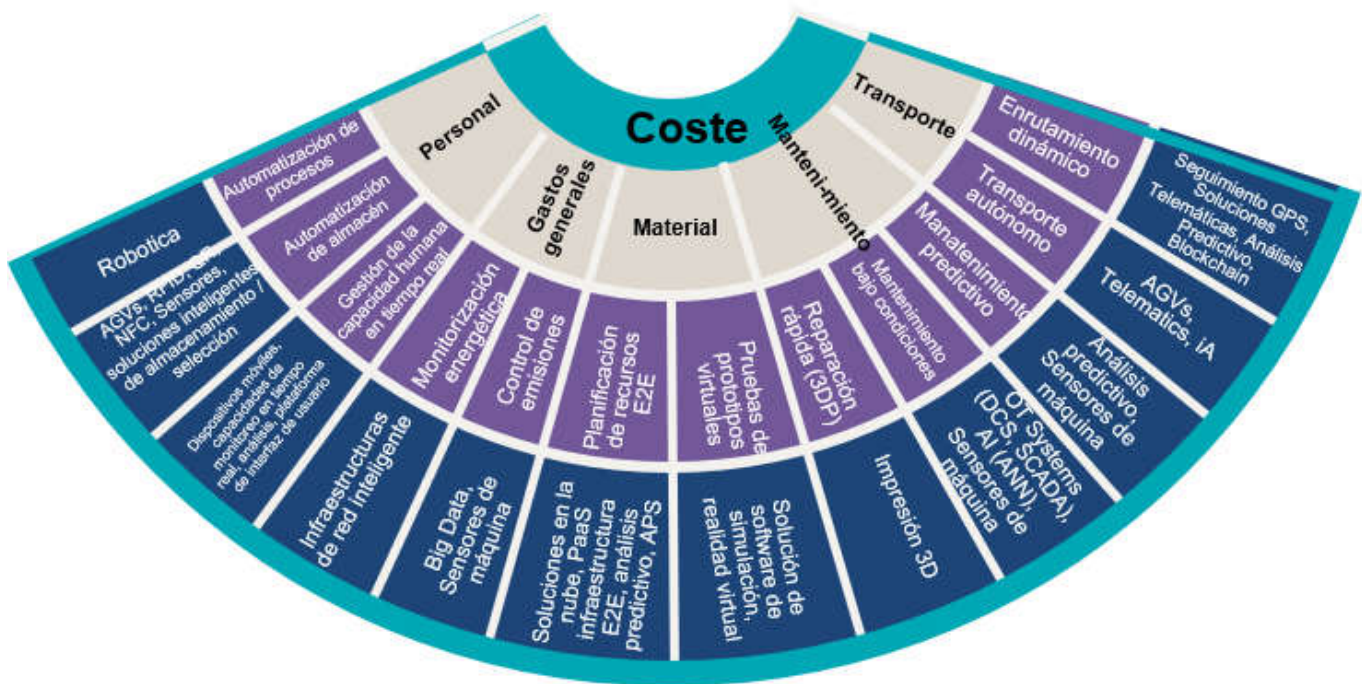 Coste
Personal
Gastos
generales
Material
Manteni-miento
Transporte
Automatización de
procesos
Automatización
de almacén
Gestión de la
capacidad humana
en tiempo real
Monitorización
energética
Control de
emisiones
Planificación
de recursos
E2E
Pruebas de
prototipos
virtuales
Reparación
rápida (3DP)
Mantenimiento
bajo condiciones
Manatenimiento
predictivo
Transporte
autónomo
Enrutamiento
dinámico
Robotica
AGVs, RFID,
NFC, Sensores,
soluciones inteligentes
de almacenamiento /
selección
Dispositivos móviles,
capacidades de
monitoreo en tiempo
real, análisis, plataforma
de interfaz de usuario
Infraestructuras
de red inteligente
Big Data,
Sensores de
máquina
Soluciones en la
nube, PaaS
infraestructura
E2E, análisis
predictivo, APS
Solución de
software de
simulación,
realidad virtual
Impresión 3D
OT Systems
(DCS, SCADA),
AI (ANN),
Sensores de
máquina
Análisis
predictivo,
Sensores de
máquina
AGVs,
Telematics, iA
Seguimiento GPS,
Soluciones
Telemáticas, Análisis
Predictivo,
Blockchain